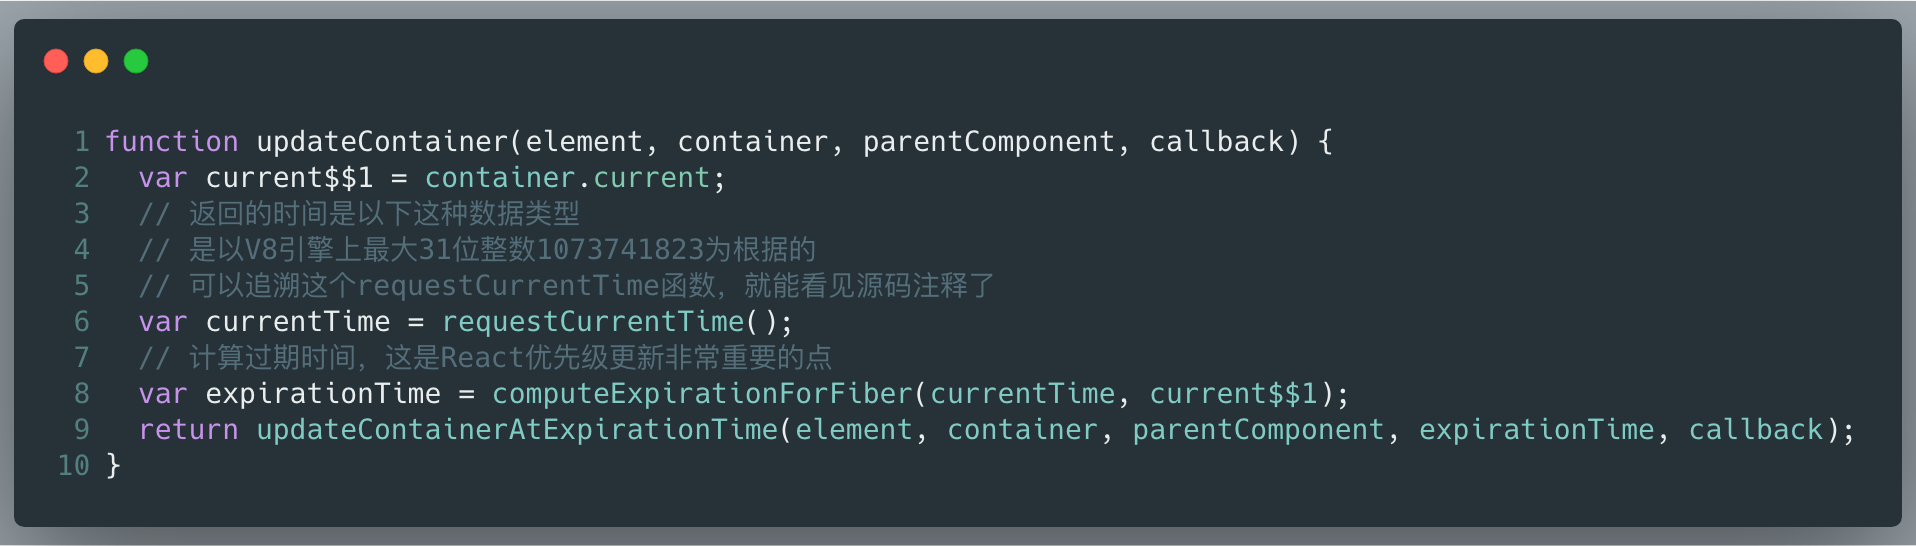 1 function updateContainer(element, container, parentComponent, callback) {
2   var current$$1 = container.current;
3   // 返回的时间是以下这种数据类型
4   // 是以V8引擎上最大31位整数1073741823为根据的
5   // 可以追溯这个requestCurrentTime函数，就能看见源码注释了
6   var currentTime = requestCurrentTime();
7   // 计算过期时间，这是React优先级更新非常重要的点
8   var expirationTime = computeExpirationForFiber(currentTime, current$$1);
9   return updateContainerAtExpirationTime(element, container, parentComponent, expirationTime, callback);
10 }